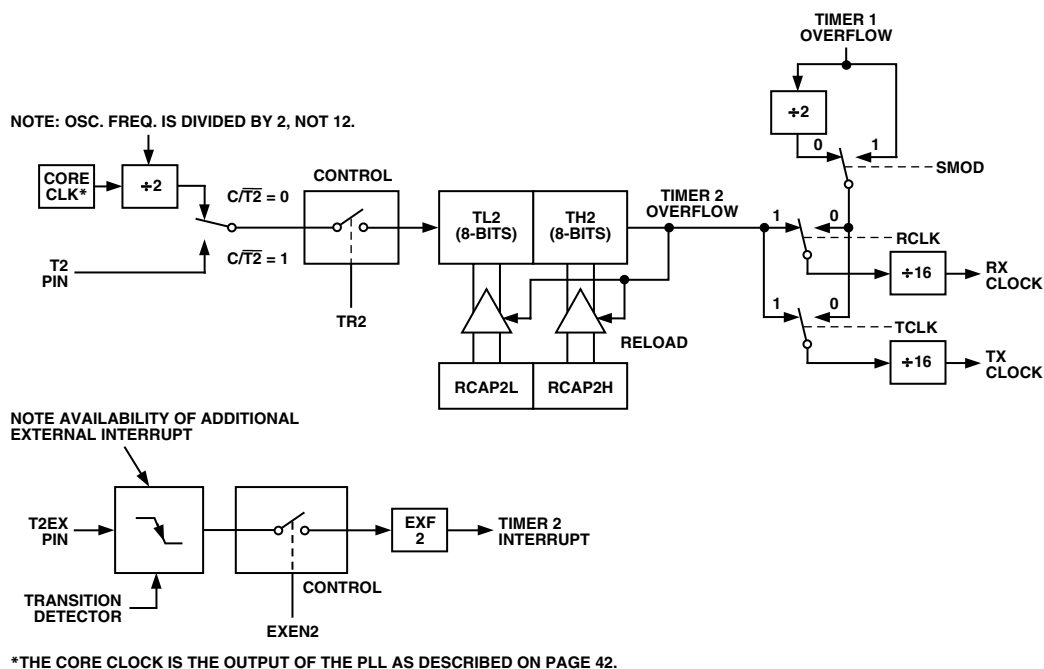 TIMER 1
OVERFLOW
÷2
0
1
SMOD
NOTE: OSC. FREQ. IS DIVIDED BY 2, NOT 12.
CORE
CLK*
÷2
C/T2̅ = 0
C/T2̅ = 1
T2
PIN
CONTROL
TR2
TL2
(8-BITS)
TH2
(8-BITS)
TIMER 2
OVERFLOW
RELOAD
RCAP2L
RCAP2H
1
0
RCLK
÷16
RX
CLOCK
1
0
TCLK
÷16
TX
CLOCK
NOTE AVAILABILITY OF ADDITIONAL
EXTERNAL INTERRUPT
T2EX
PIN
TRANSITION
DETECTOR
CONTROL
EXEN2
EXF
2
TIMER 2
INTERRUPT
*THE CORE CLOCK IS THE OUTPUT OF THE PLL AS DESCRIBED ON PAGE 42.